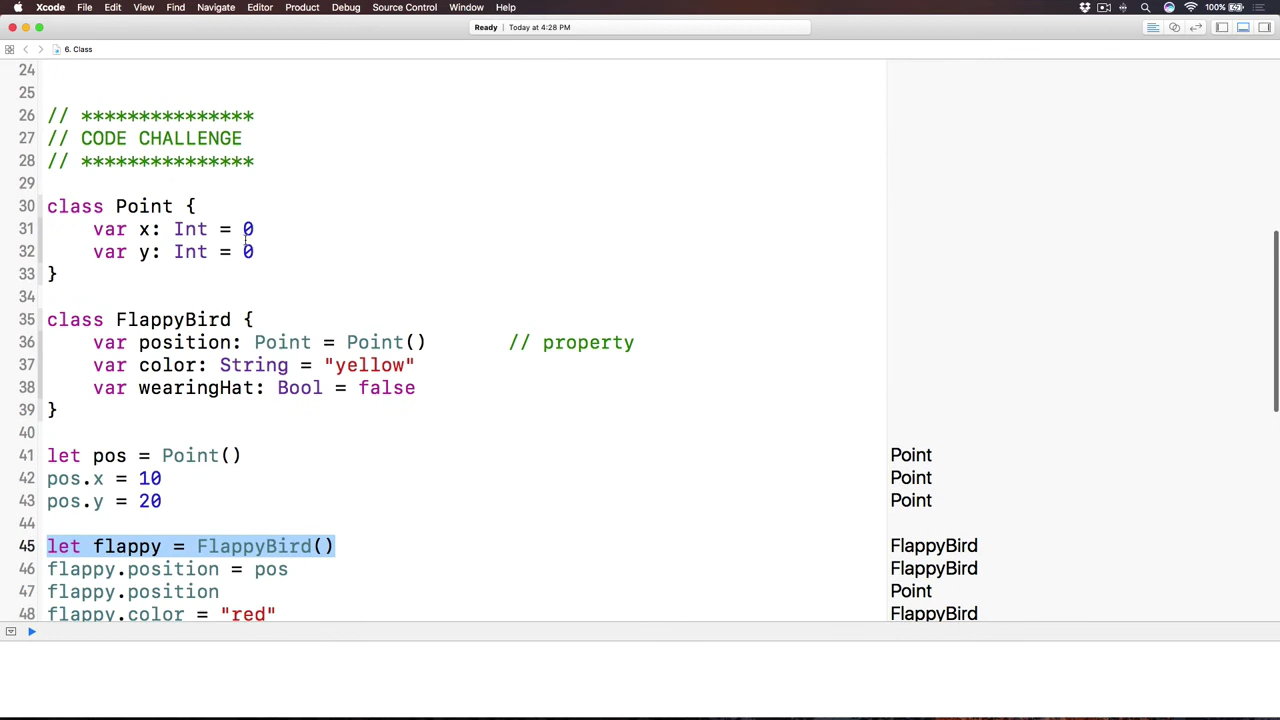 Xcode File Edit View Find Navigate Editor Product Debug Source Control Window Help 100%
Ready | Today at 4:28 PM
6. Class
24
25
26 // ***************
27 // CODE CHALLENGE
28 // ***************
29
30 class Point {
31 var x: Int = 0
32 var y: Int = 0
33 }
34
35 class FlappyBird {
36 var position: Point = Point() // property
37 var color: String = "yellow"
38 var wearingHat: Bool = false
39 }
40
41 let pos = Point() Point
42 pos.x = 10 Point
43 pos.y = 20 Point
44
45 let flappy = FlappyBird() FlappyBird
46 flappy.position = pos FlappyBird
47 flappy.position Point
48 flappy.color = "red" FlappyBird